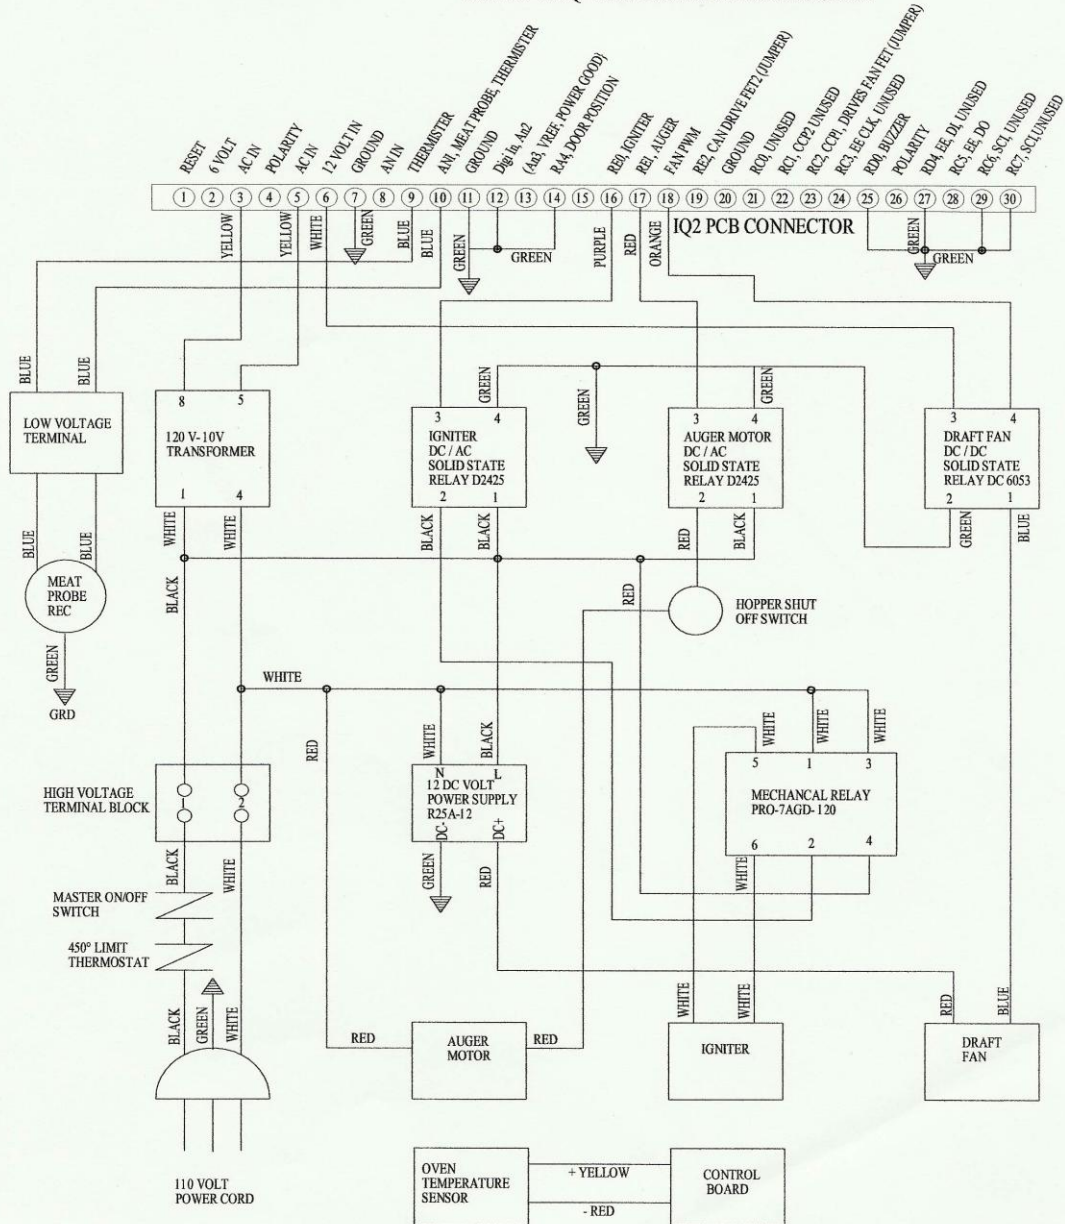 RESET
6 VOLT
AC IN
POLARITY
AC IN
12 VOLT IN
GROUND
AN IN
THERMISTER
AN1, MEAT PROBE, THERMISTER
GROUND
Digi In, An2
(An3, VREF, POWER GOOD}
RA4, DOOR POSITION
RE0, IGNITER
RE1, AUGER
FAN PWM
RE2, CAN DRIVE FET2 (JUMPER)
GROUND
RC0, UNUSED
RC1, CCP2 UNUSED
RC2, CCP1, DRIVES FAN FET (JUMPER)
RC3, EE CLK, UNUSED
RD0, BUZZER
POLARITY
RD4, EE, DI, UNUSED
RC5, EE, DO
RC6, SCI, UNUSED
RC7, SCI,UNUSED
1 2 3 4 5 6 7 8 9 10 11 12 13 14 15 16 17 18 19 20 21 22 23 24 25 26 27 28 29 30
IQ2 PCB CONNECTOR
YELLOW
YELLOW
WHITE
GREEN
BLUE
BLUE
GREEN
GREEN
PURPLE
RED
ORANGE
GREEN
GREEN
BLUE
BLUE
LOW VOLTAGE
TERMINAL
8 5
120 V- 10V
TRANSFORMER
1 4
GREEN
3 4
IGNITER
DC / AC
SOLID STATE
RELAY D2425
2 1
GREEN
GREEN
3 4
AUGER MOTOR
DC / AC
SOLID STATE
RELAY D2425
2 1
3 4
DRAFT FAN
DC / DC
SOLID STATE
RELAY DC 6053
2 1
BLUE
BLUE
WHITE
WHITE
BLACK
BLACK
RED
BLACK
GREEN
BLUE
MEAT
PROBE
REC
BLACK
RED
HOPPER SHUT
OFF SWITCH
GREEN
GRD
WHITE
RED
WHITE
BLACK
WHITE
WHITE
WHITE
HIGH VOLTAGE
TERMINAL BLOCK
1 2
N L
12 DC VOLT
POWER SUPPLY
R25A-12
DC- DC+
5 1 3
MECHANCAL RELAY
PRO-7AGD- 120
6 2 4
BLACK
WHITE
GREEN
RED
WHITE
MASTER ON/OFF
SWITCH
450° LIMIT
THERMOSTAT
BLACK
GREEN
WHITE
RED
AUGER
MOTOR
RED
WHITE
WHITE
IGNITER
RED
BLUE
DRAFT
FAN
110 VOLT
POWER CORD
OVEN
TEMPERATURE
SENSOR
+ YELLOW
- RED
CONTROL
BOARD